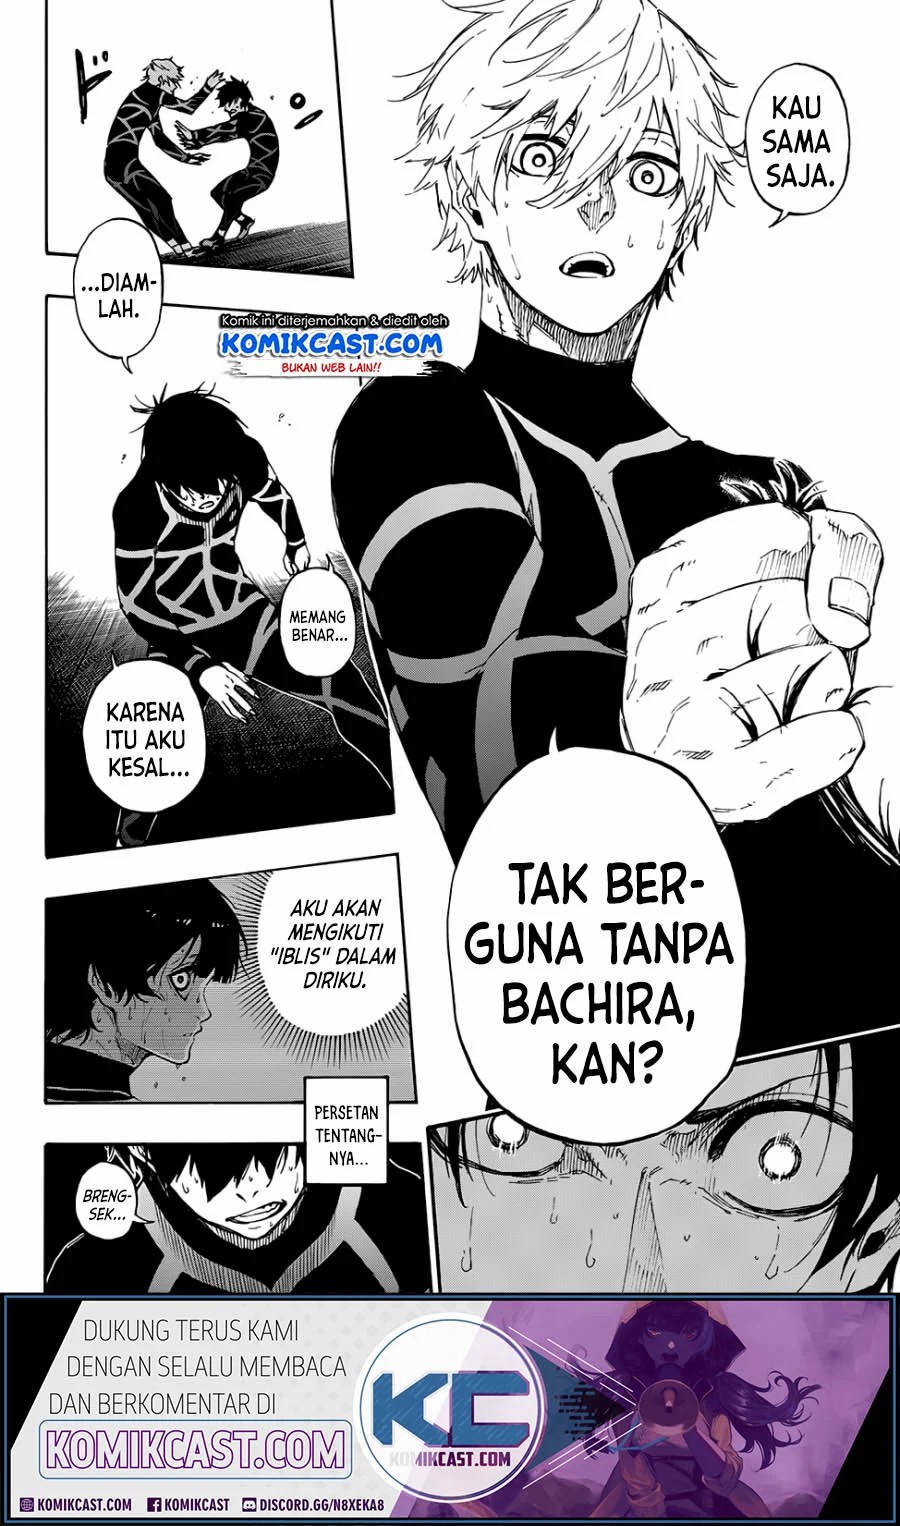 KAU
SAMA
SAJA.
ド
...DIAM-
LAH.
Komik ini diterjemahkan & diedit oleh
KOMIKCAST.COM
BUKAN WEB LAIN!!
MEMANG
BENAR...
KARENA
ITU AKU
KESAL...
TAK BER-
GUNA TANPA
BACHIRA,
KAN?
AKU AKAN
MENGIKUTI
"IBLIS" DALAM
DIRIKU.
PERSETAN
TENTANG-
NYA...
BRENG-
SEK...
DUKUNG TERUS KAMI
DENGAN SELALU MEMBACA
DAN BERKOMENTAR DI
KOMIKCAST.COM
KC
KOMIKCAST.COM
KOMIKCAST.COM KOMIKCAST DISCORD.GG/N8XEKA8